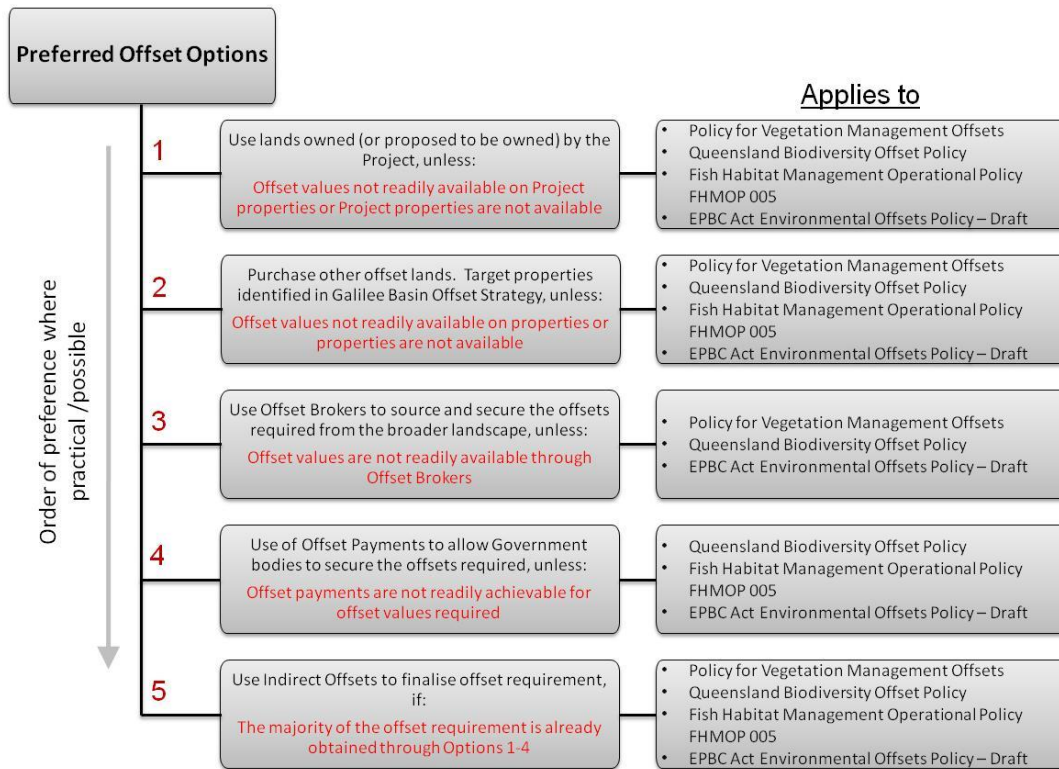 Preferred Offset Options
Applies to
Order of preference where
practical /possible
1
Use lands owned (or proposed to be owned) by the
Project, unless:
Offset values not readily available on Project
properties or Project properties are not available
• Policy for Vegetation Management Offsets
• Queensland Biodiversity Offset Policy
• Fish Habitat Management Operational Policy
FHMOP 005
• EPBC Act Environmental Offsets Policy – Draft
2
Purchase other offset lands. Target properties
identified in Galilee Basin Offset Strategy, unless:
Offset values not readily available on properties or
properties are not available
• Policy for Vegetation Management Offsets
• Queensland Biodiversity Offset Policy
• Fish Habitat Management Operational Policy
FHMOP 005
• EPBC Act Environmental Offsets Policy – Draft
3
Use Offset Brokers to source and secure the offsets
required from the broader landscape, unless:
Offset values are not readily available through
Offset Brokers
• Policy for Vegetation Management Offsets
• Queensland Biodiversity Offset Policy
• EPBC Act Environmental Offsets Policy – Draft
4
Use of Offset Payments to allow Government
bodies to secure the offsets required, unless:
Offset payments are not readily achievable for
offset values required
• Queensland Biodiversity Offset Policy
• Fish Habitat Management Operational Policy
FHMOP 005
• EPBC Act Environmental Offsets Policy – Draft
5
Use Indirect Offsets to finalise offset requirement,
if:
The majority of the offset requirement is already
obtained through Options 1-4
• Policy for Vegetation Management Offsets
• Queensland Biodiversity Offset Policy
• Fish Habitat Management Operational Policy
FHMOP 005
• EPBC Act Environmental Offsets Policy – Draft